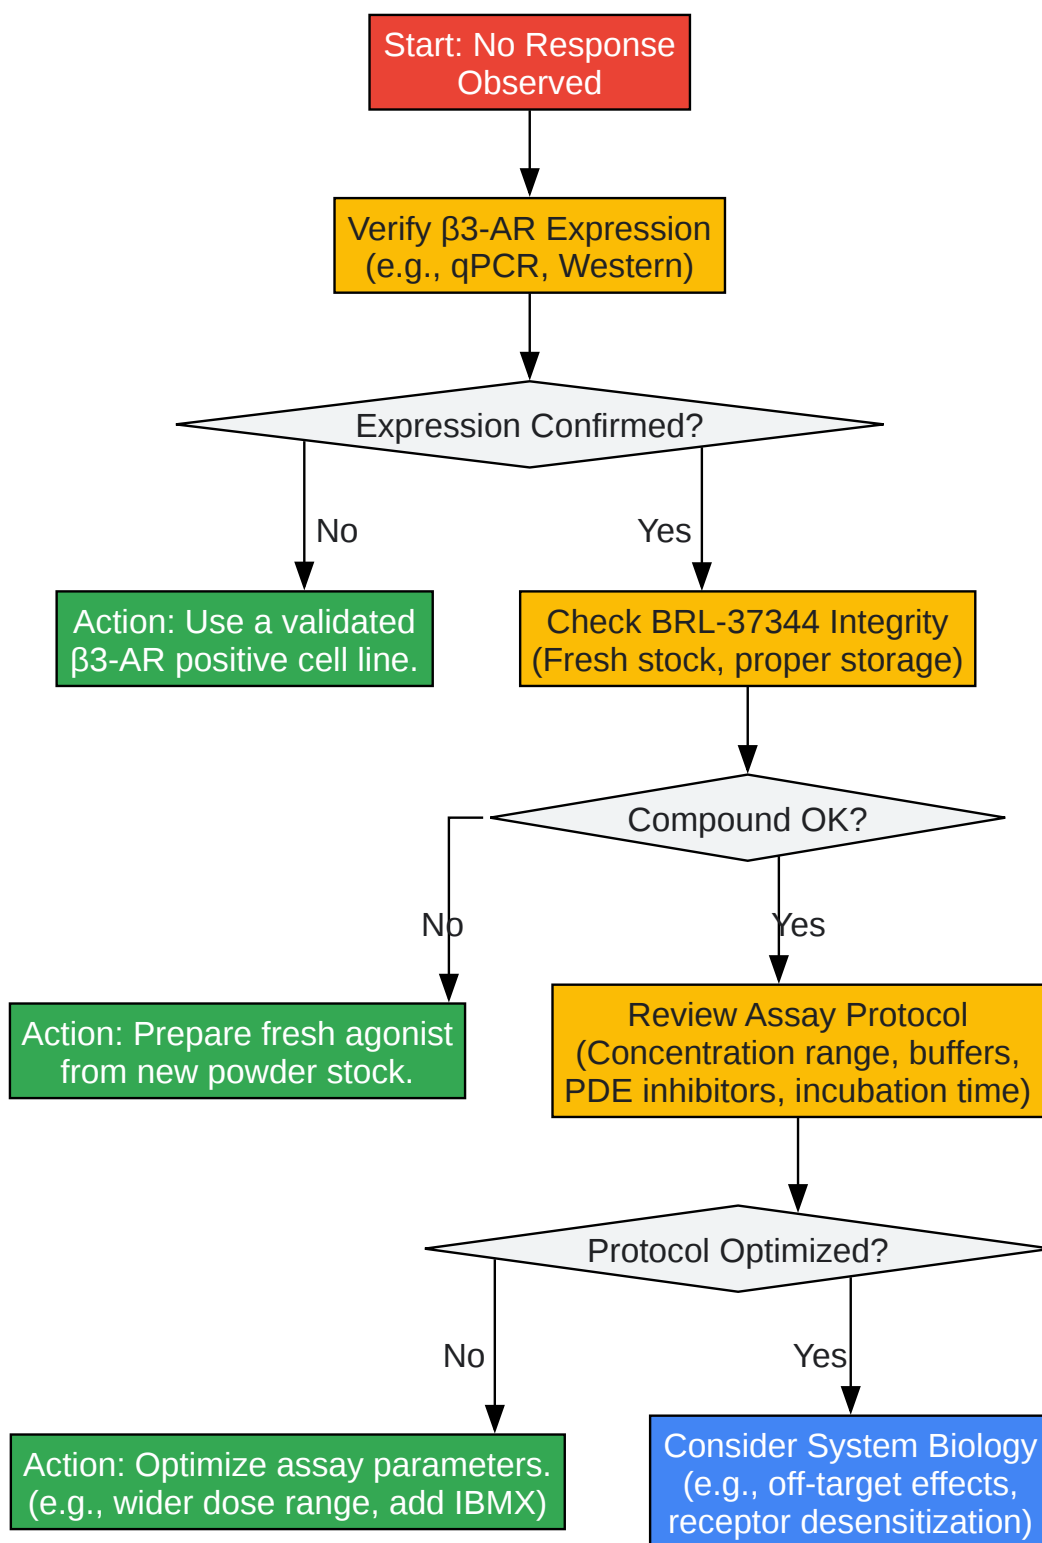 Start: No Response
Observed
Verify β3-AR Expression
(e.g., qPCR, Western)
Expression Confirmed?
No
Yes
Action: Use a validated
β3-AR positive cell line.
Check BRL-37344 Integrity
(Fresh stock, proper storage)
Compound OK?
No
Yes
Action: Prepare fresh agonist
from new powder stock.
Review Assay Protocol
(Concentration range, buffers,
PDE inhibitors, incubation time)
Protocol Optimized?
No
Yes
Action: Optimize assay parameters.
(e.g., wider dose range, add IBMX)
Consider System Biology
(e.g., off-target effects,
receptor desensitization)